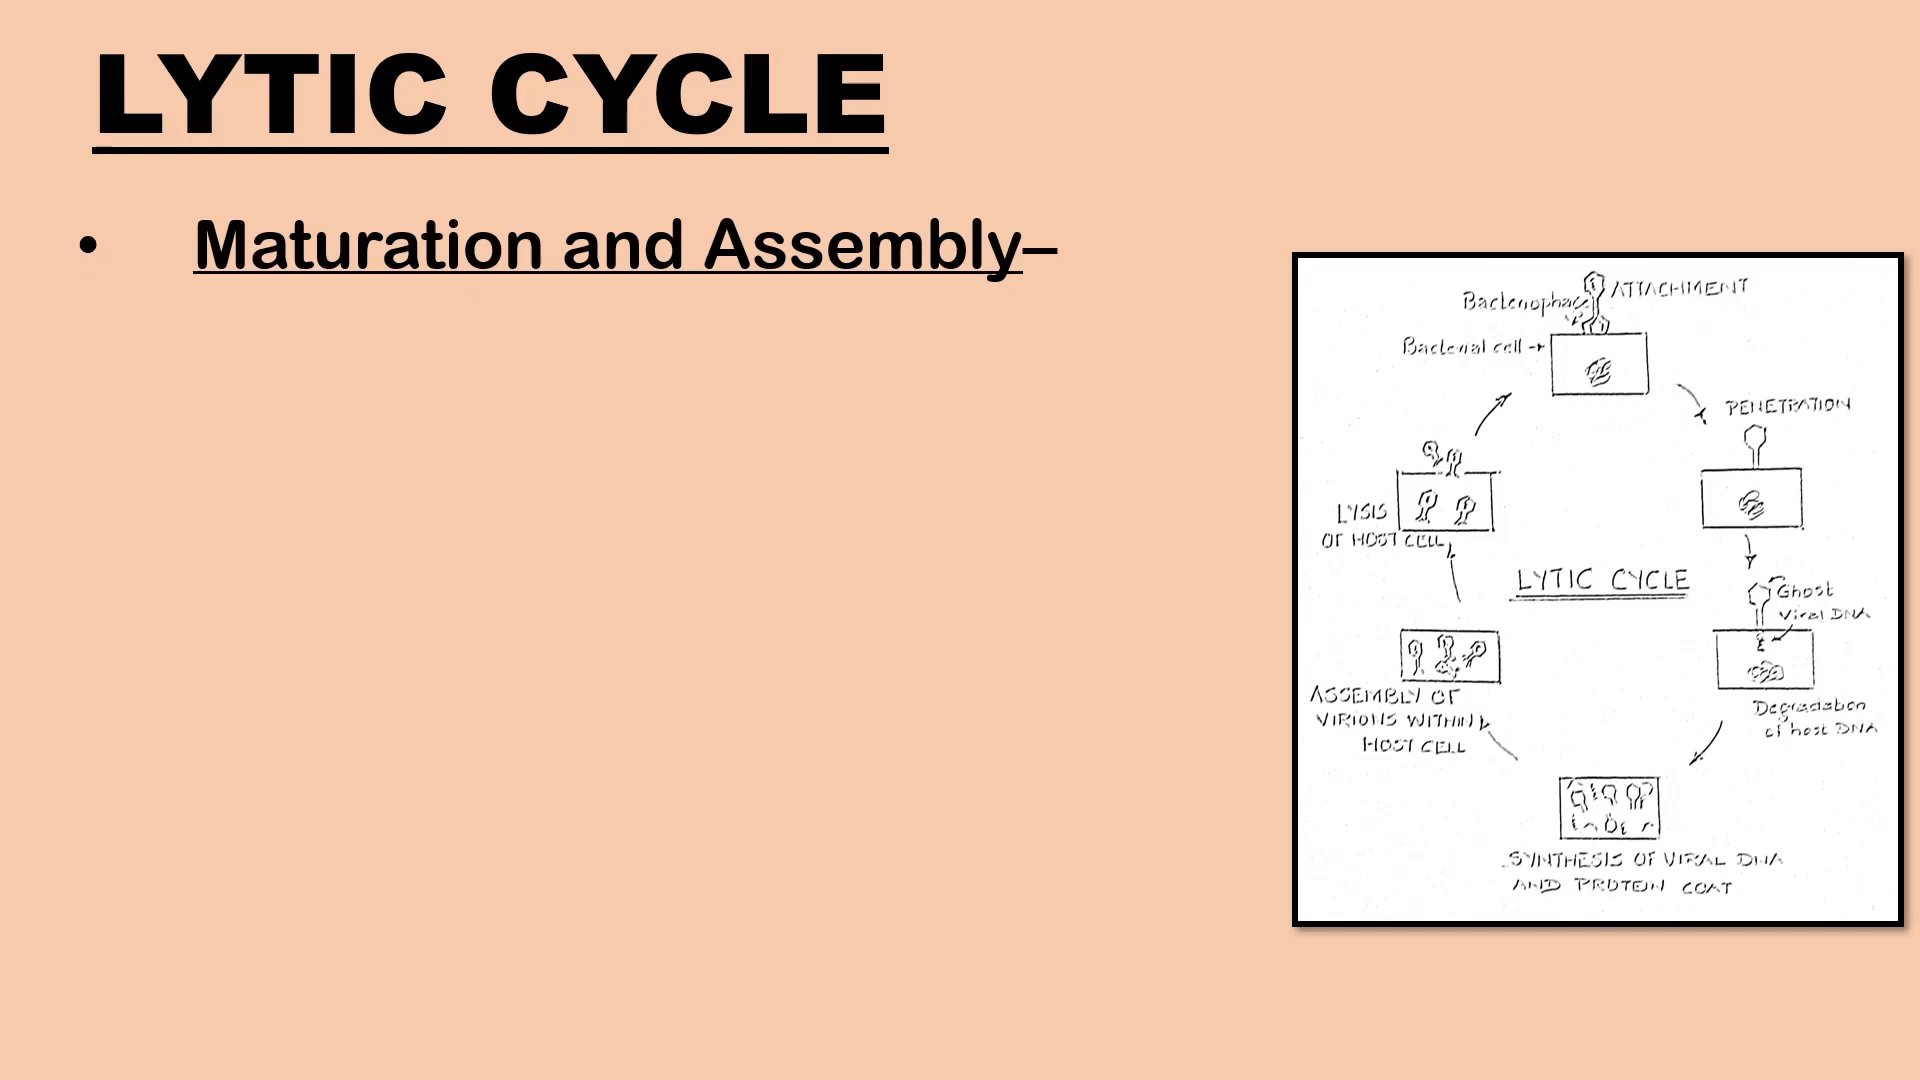 LYTIC CYCLE
• Maturation and Assembly–
ATTACHMENT
Bacteriophage
Bacterial cell
PENETRATION
LYSIS
OF HOST CELL
LYTIC CYCLE
Ghost
Viral DNA
ASSEMBLY OF
VIRIONS WITHIN
HOST CELL
Degradation
of host DNA
SYNTHESIS OF VIRAL DNA
AND PROTEIN COAT